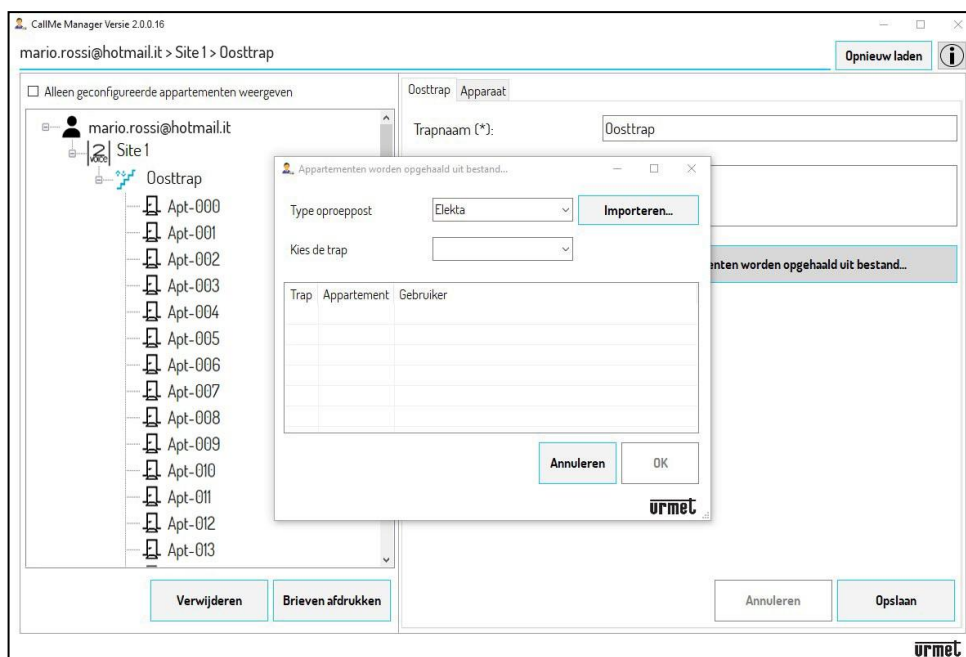 CallMe Manager Versie 2.0.0.16
mario.rossi@hotmail.it > Site 1 > Oosttrap
Opnieuw laden
Alleen geconfigureerde appartementen weergeven
mario.rossi@hotmail.it
2 voice Site 1
Oosttrap
Apt-000
Apt-001
Apt-002
Apt-003
Apt-004
Apt-005
Apt-006
Apt-007
Apt-008
Apt-009
Apt-010
Apt-011
Apt-012
Apt-013
Verwijderen Brieven afdrukken
Oosttrap Apparaat
Trapnaam (*): Oosttrap
enten worden opgehaald uit bestand...
Appartementen worden opgehaald uit bestand...
Type oproeppost Elekta Importeren...
Kies de trap
Trap Appartement Gebruiker
Annuleren OK
urmet
Annuleren Opslaan
urmet